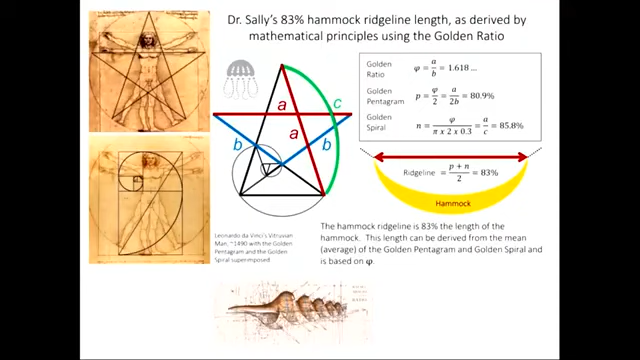 Dr. Sally's 83% hammock ridgeline length, as derived by
mathematical principles using the Golden Ratio
Golden
Ratio
φ = a/b = 1.618 ...
Golden
Pentagram
p = φ/2 = a/2b = 80.9%
Golden
Spiral
n = φ/(π x 2 x 0.3) = a/c = 85.8%
a
c
a
b
b
Ridgeline = (p + n)/2 = 83%
Hammock
Leonardo da Vinci's Vitruvian
Man, ~1490 with the Golden
Pentagram and the Golden
Spiral superimposed
The hammock ridgeline is 83% the length of the
hammock. This length can be derived from the mean
(average) of the Golden Pentagram and Golden Spiral and
is based on φ.